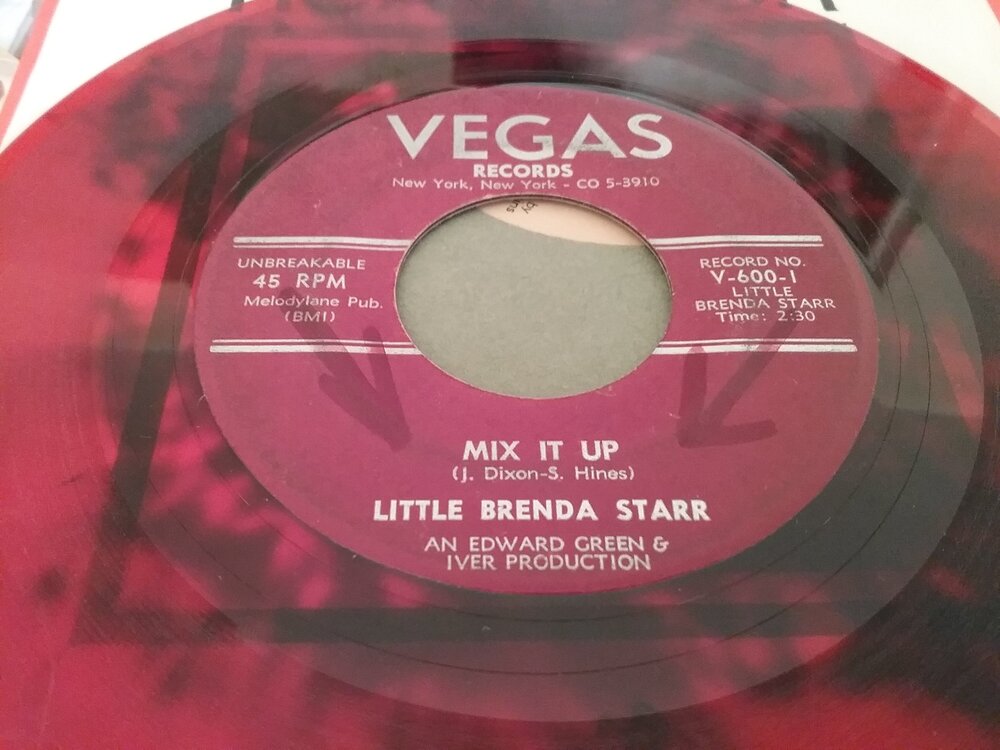 VEGAS
RECORDS
New York, New York - CO 5-3910
by
UNBREAKABLE
45 RPM
Melodylane Pub.
(BMI)
RECORD NO.
V-600-1
LITTLE
BRENDA STARR
Time: 2:30
MIX IT UP
(J. Dixon-S. Hines)
LITTLE BRENDA STARR
AN EDWARD GREEN &
IVER PRODUCTION